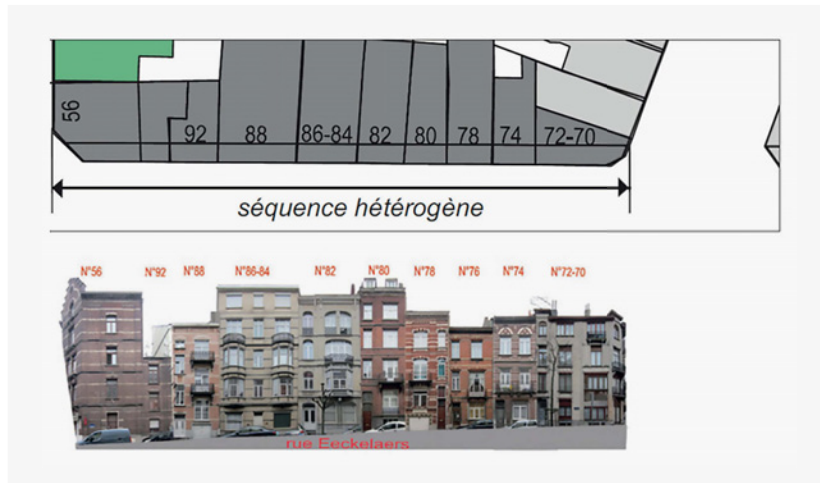 56
92 88 86-84 82 80 78 74 72-70
séquence hétérogène
N°56 N°92 N°88 N°86-84 N°82 N°80 N°78 N°76 N°74 N°72-70
rue Eeckelaers